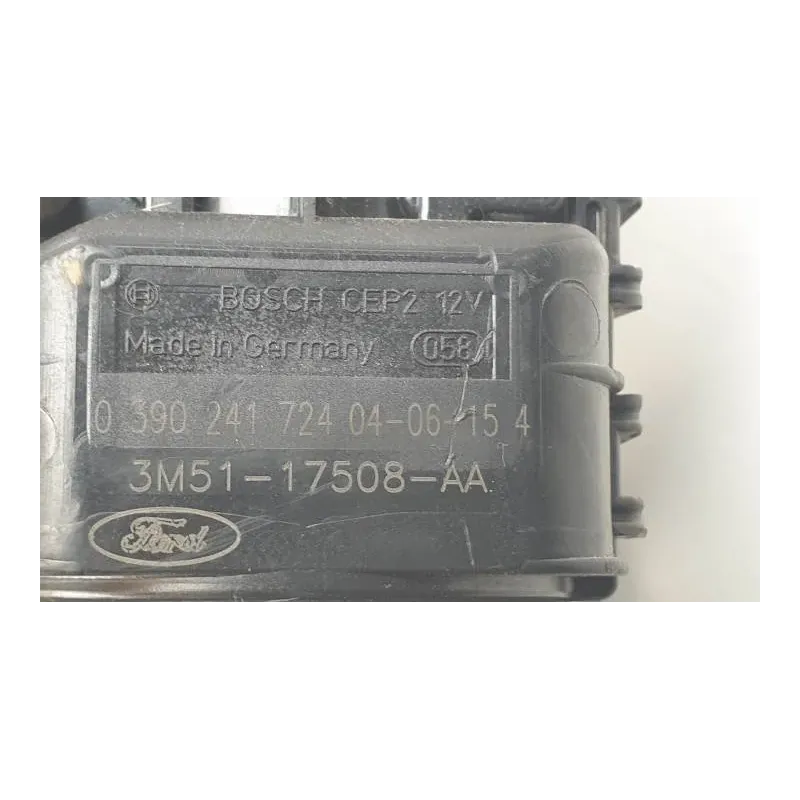 BOSCH CEP2 12V
Made in Germany 058
0 390 241 724 04-06-15 4
3M51-17508-AA
Ford